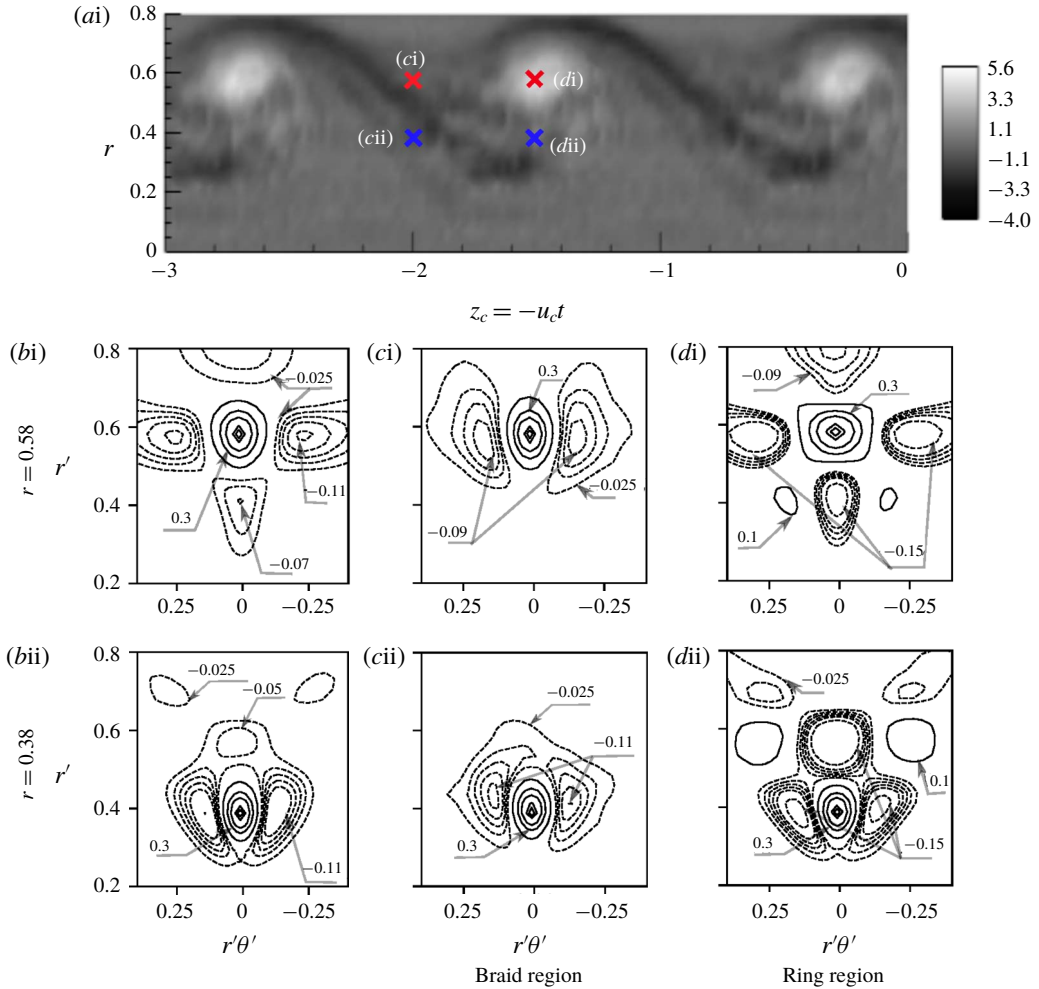 (ai)
0.8
0.6
0.4
0.2
0
r
(ci)
(di)
(cii)
(dii)
5.6
3.3
1.1
−1.1
−3.3
−4.0
−3
−2
−1
0
z_c = −u_c t
(bi)
0.8
0.6
0.4
0.2
r = 0.58
r′
−0.025
−0.11
0.3
−0.07
0.25
0
−0.25
(ci)
0.3
−0.025
−0.09
0.25
0
−0.25
(di)
−0.09
0.3
0.1
−0.15
0.25
0
−0.25
(bii)
0.8
0.6
0.4
0.2
r = 0.38
r′
−0.025
−0.05
0.3
−0.11
0.25
0
−0.25
r′θ′
(cii)
−0.025
−0.11
0.3
0.25
0
−0.25
r′θ′
Braid region
(dii)
−0.025
0.1
0.3
−0.15
0.25
0
−0.25
r′θ′
Ring region